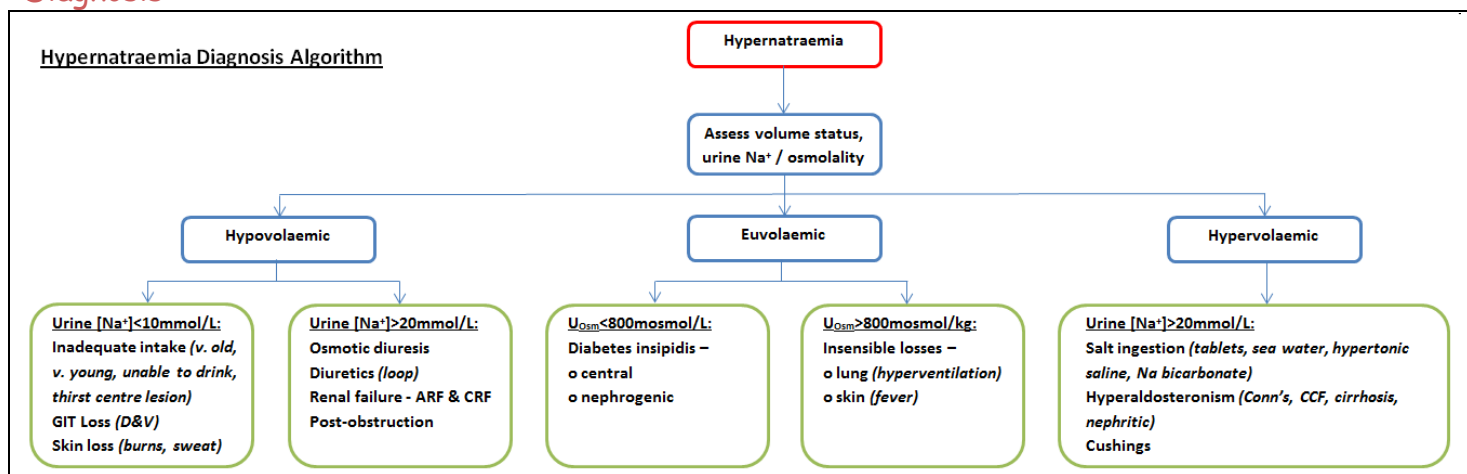 Diagnosis
Hypernatraemia Diagnosis Algorithm
Hypernatraemia
Assess volume status,
urine Na⁺ / osmolality
Hypovolaemic
Euvolaemic
Hypervolaemic
Urine [Na⁺]<10mmol/L:
Inadequate intake (v. old,
v. young, unable to drink,
thirst centre lesion)
GIT Loss (D&V)
Skin loss (burns, sweat)
Urine [Na⁺]>20mmol/L:
Osmotic diuresis
Diuretics (loop)
Renal failure - ARF & CRF
Post-obstruction
U_Osm<800mosmol/L:
Diabetes insipidis –
o central
o nephrogenic
U_Osm>800mosmol/kg:
Insensible losses –
o lung (hyperventilation)
o skin (fever)
Urine [Na⁺]>20mmol/L:
Salt ingestion (tablets, sea water, hypertonic
saline, Na bicarbonate)
Hyperaldosteronism (Conn's, CCF, cirrhosis,
nephritic)
Cushings